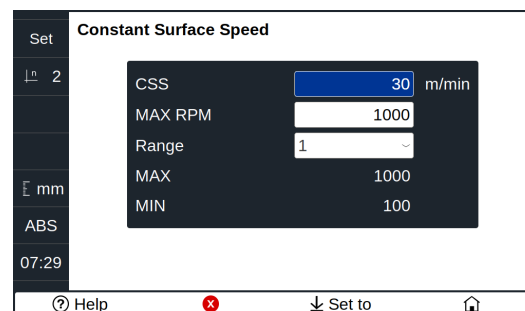 Set
Constant Surface Speed
n 2
CSS 30 m/min
MAX RPM 1000
Range 1
MAX 1000
MIN 100
mm
ABS
07:29
? Help
X
Set to